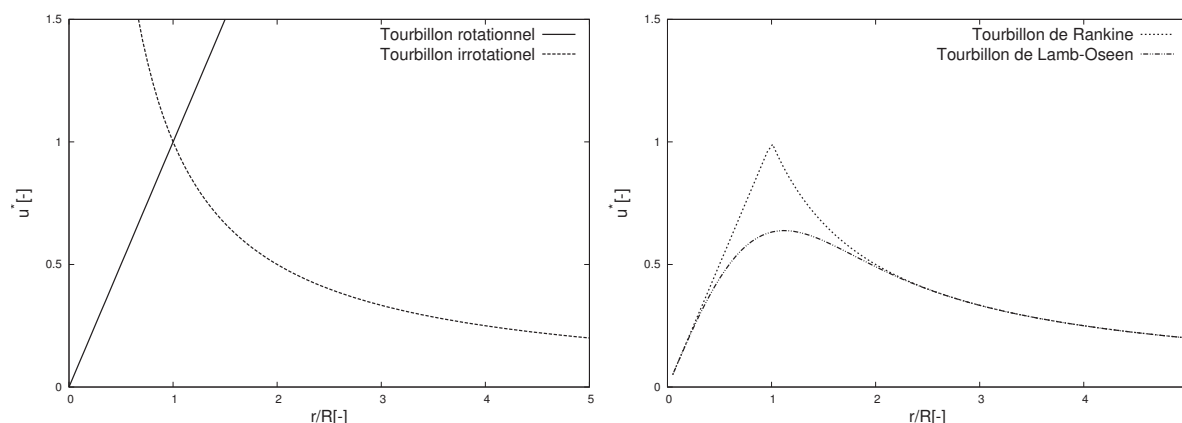 1.5
1
0.5
0
u*[-]
0 1 2 3 4 5
r/R[-]
Tourbillon rotationnel
Tourbillon irrotationel
1.5
1
0.5
0
u*[-]
0 1 2 3 4 5
r/R[-]
Tourbillon de Rankine
Tourbillon de Lamb-Oseen